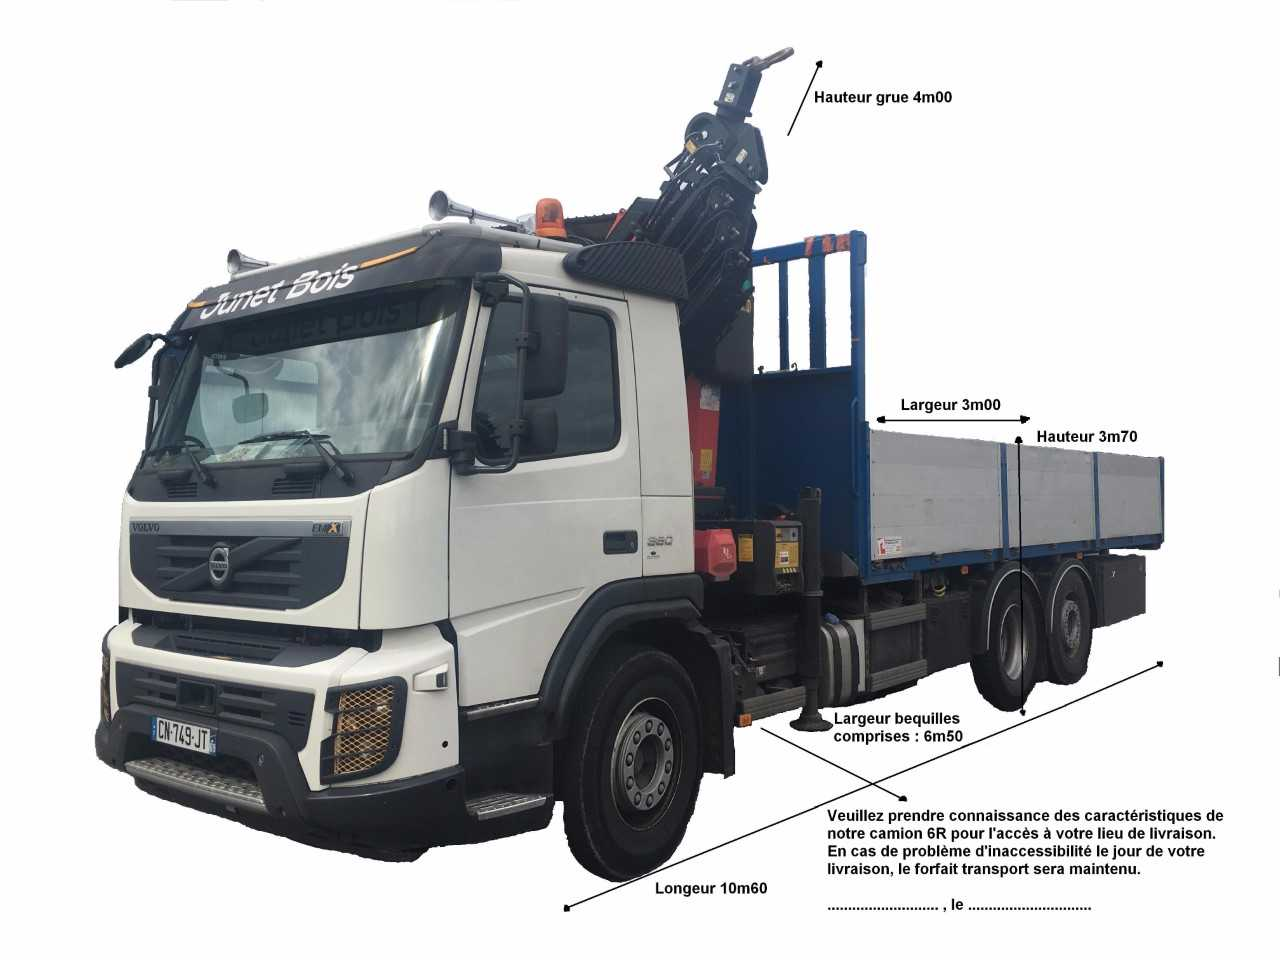 Hauteur grue 4m00
Junet Bois
Largeur 3m00
Hauteur 3m70
VOLVO
FMX
VOLVO
360
CN-749-JT
Largeur bequilles
comprises : 6m50
Veuillez prendre connaissance des caractéristiques de
notre camion 6R pour l'accès à votre lieu de livraison.
En cas de problème d'inaccessibilité le jour de votre
livraison, le forfait transport sera maintenu.
Longeur 10m60
........................... , le ..............................